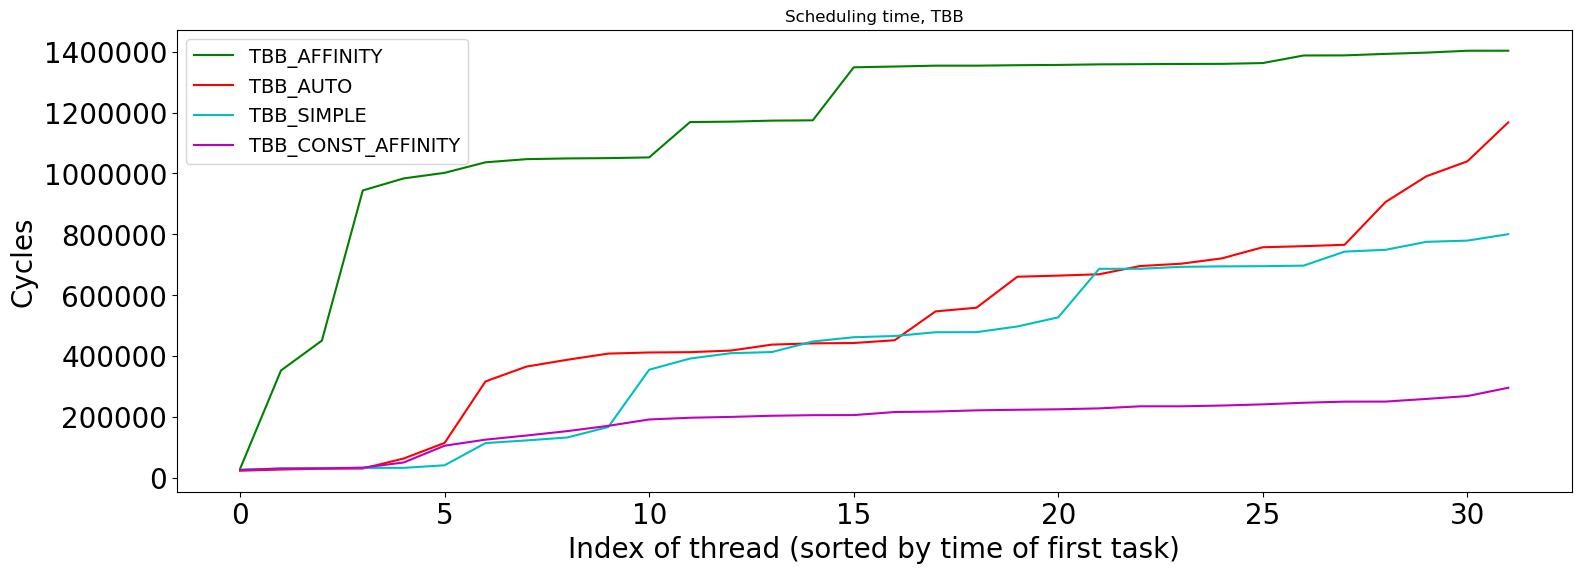 Scheduling time, TBB
TBB_AFFINITY
TBB_AUTO
TBB_SIMPLE
TBB_CONST_AFFINITY
Cycles
1400000
1200000
1000000
800000
600000
400000
200000
0
0 5 10 15 20 25 30
Index of thread (sorted by time of first task)